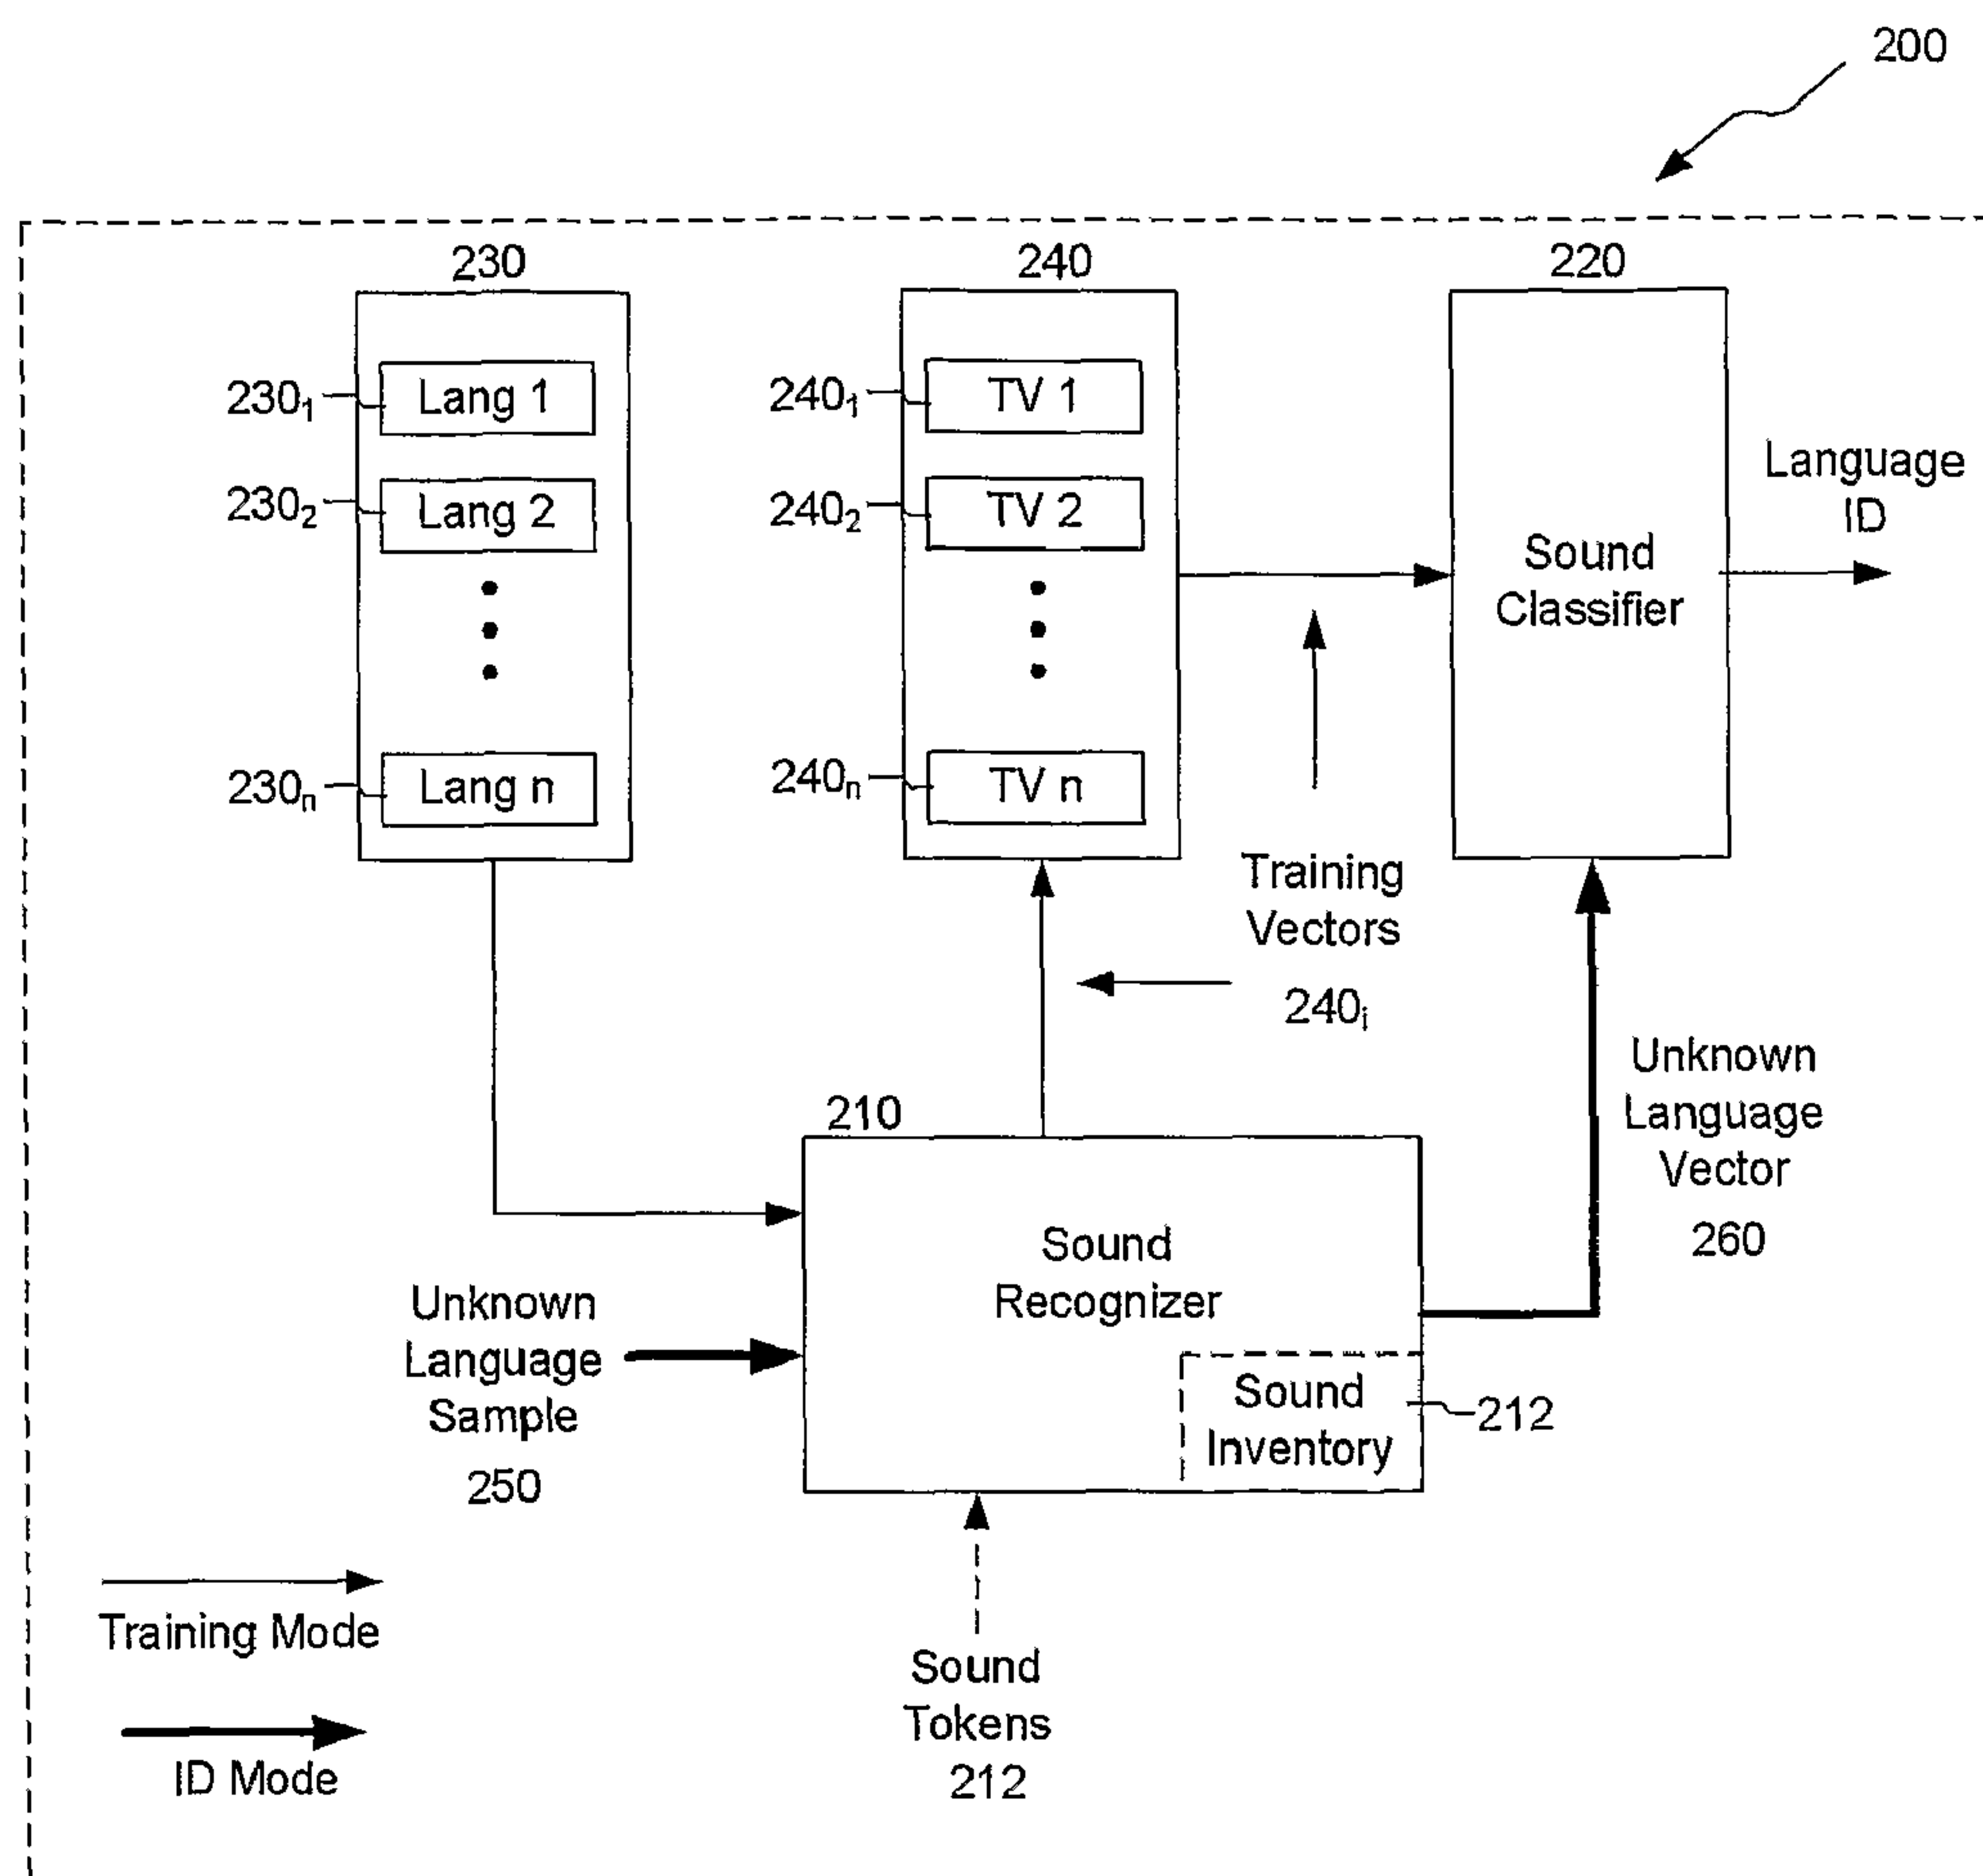 200
230
240
220
230₁
Lang 1
240₁
TV 1
230₂
Lang 2
240₂
TV 2
230ₙ
Lang n
240ₙ
TV n
Sound
Classifier
Language
ID
Training
Vectors
240ᵢ
Unknown
Language
Vector
260
210
Sound
Recognizer
Sound
Inventory
212
Unknown
Language
Sample
250
Training Mode
ID Mode
Sound
Tokens
212